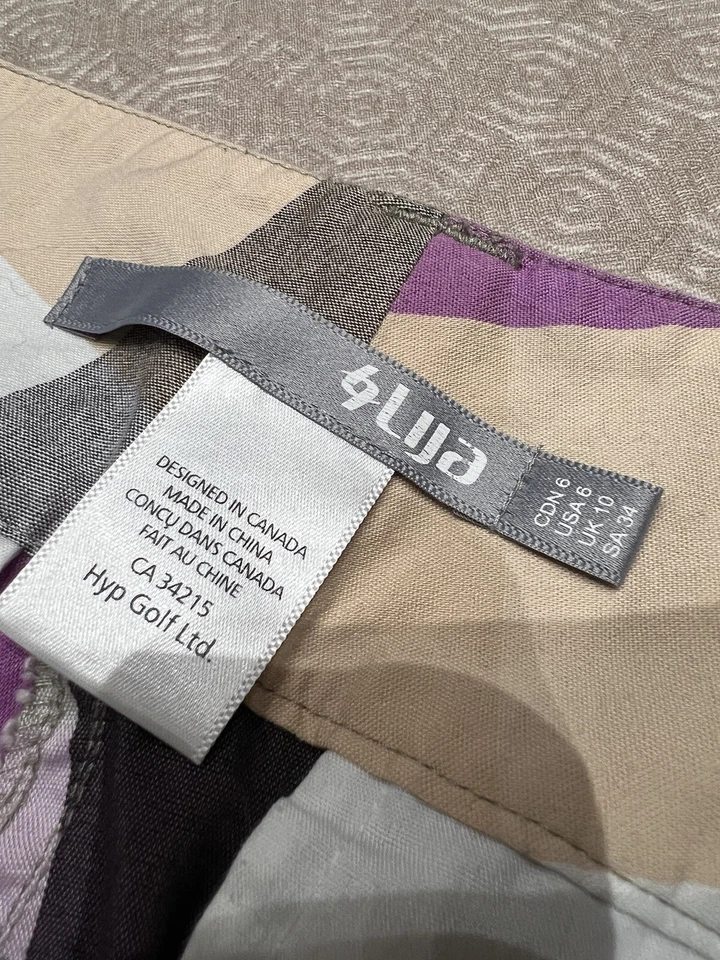 Lija
CDN 6
USA 6
UK 10
SA 34
DESIGNED IN CANADA
MADE IN CHINA
CONÇU DANS CANADA
FAIT AU CHINE
CA 34215
Hyp Golf Ltd.